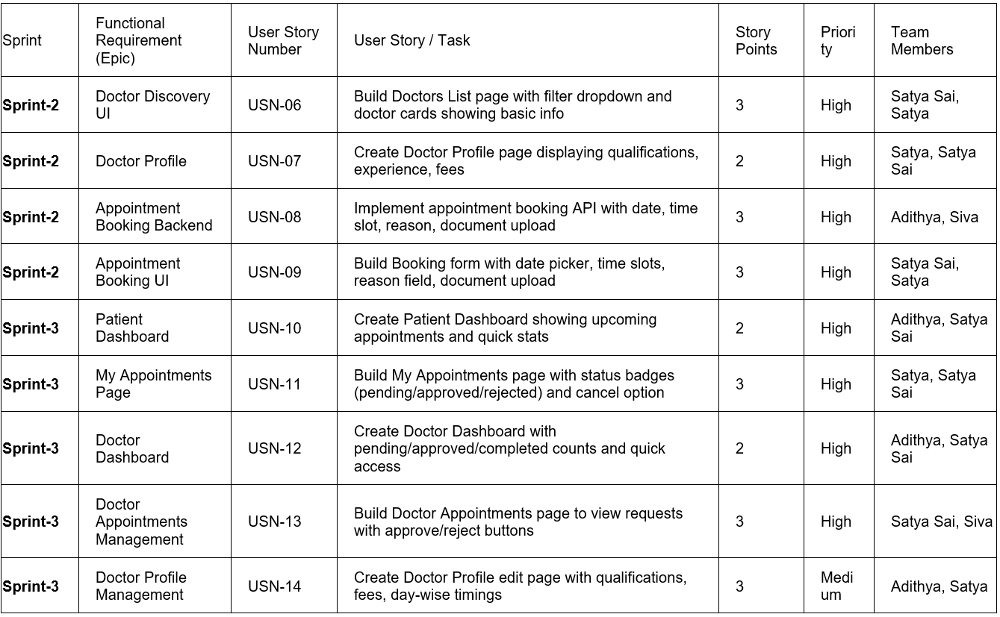 Sprint
Functional
Requirement
(Epic)
User Story
Number
User Story / Task
Story
Points
Priori
ty
Team
Members
Sprint-2
Doctor Discovery
UI
USN-06
Build Doctors List page with filter dropdown and
doctor cards showing basic info
3
High
Satya Sai,
Satya
Sprint-2
Doctor Profile
USN-07
Create Doctor Profile page displaying qualifications,
experience, fees
2
High
Satya, Satya
Sai
Sprint-2
Appointment
Booking Backend
USN-08
Implement appointment booking API with date, time
slot, reason, document upload
3
High
Adithya, Siva
Sprint-2
Appointment
Booking UI
USN-09
Build Booking form with date picker, time slots,
reason field, document upload
3
High
Satya Sai,
Satya
Sprint-3
Patient
Dashboard
USN-10
Create Patient Dashboard showing upcoming
appointments and quick stats
2
High
Adithya, Satya
Sai
Sprint-3
My Appointments
Page
USN-11
Build My Appointments page with status badges
(pending/approved/rejected) and cancel option
3
High
Satya, Satya
Sai
Sprint-3
Doctor
Dashboard
USN-12
Create Doctor Dashboard with
pending/approved/completed counts and quick
access
2
High
Adithya, Satya
Sai
Sprint-3
Doctor
Appointments
Management
USN-13
Build Doctor Appointments page to view requests
with approve/reject buttons
3
High
Satya Sai, Siva
Sprint-3
Doctor Profile
Management
USN-14
Create Doctor Profile edit page with qualifications,
fees, day-wise timings
3
Medi
um
Adithya, Satya